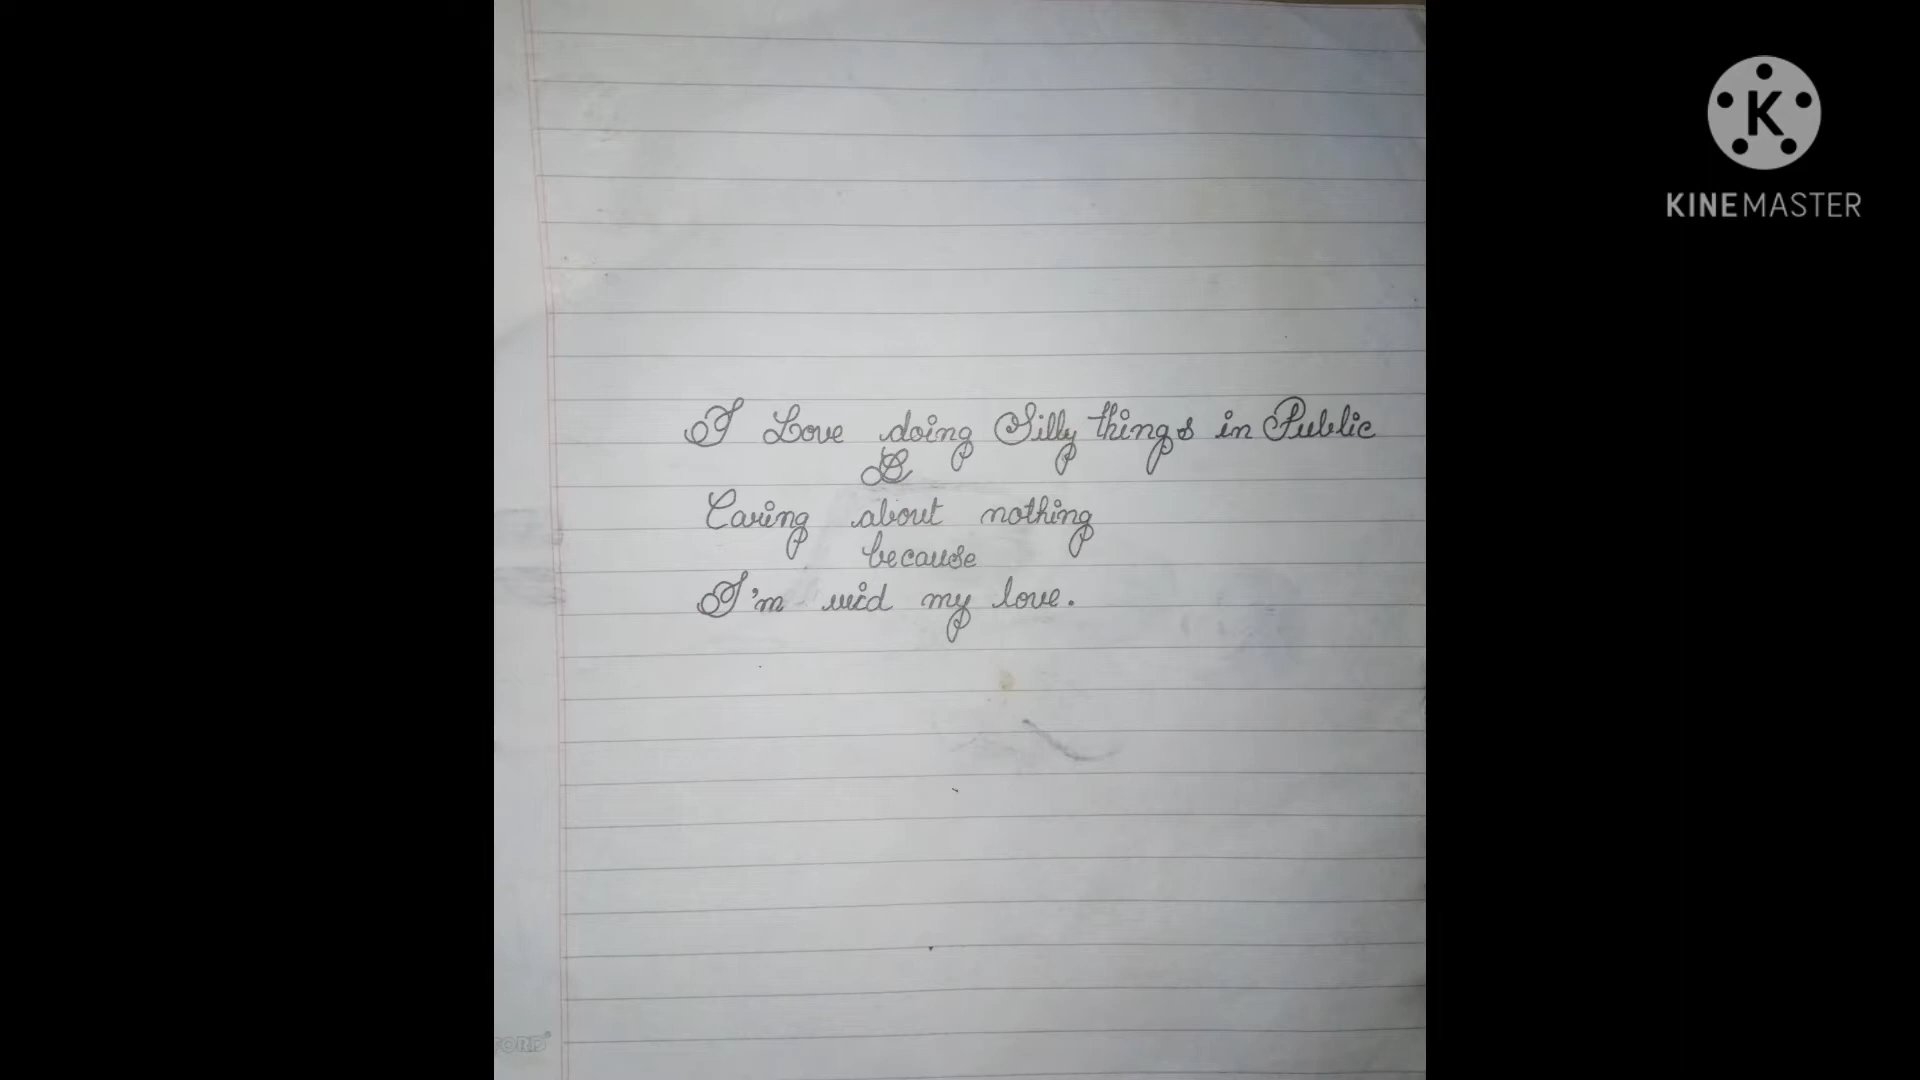 I Love doing Silly things in Public
&
Caring about nothing
because
I'm wid my love.
KINEMASTER